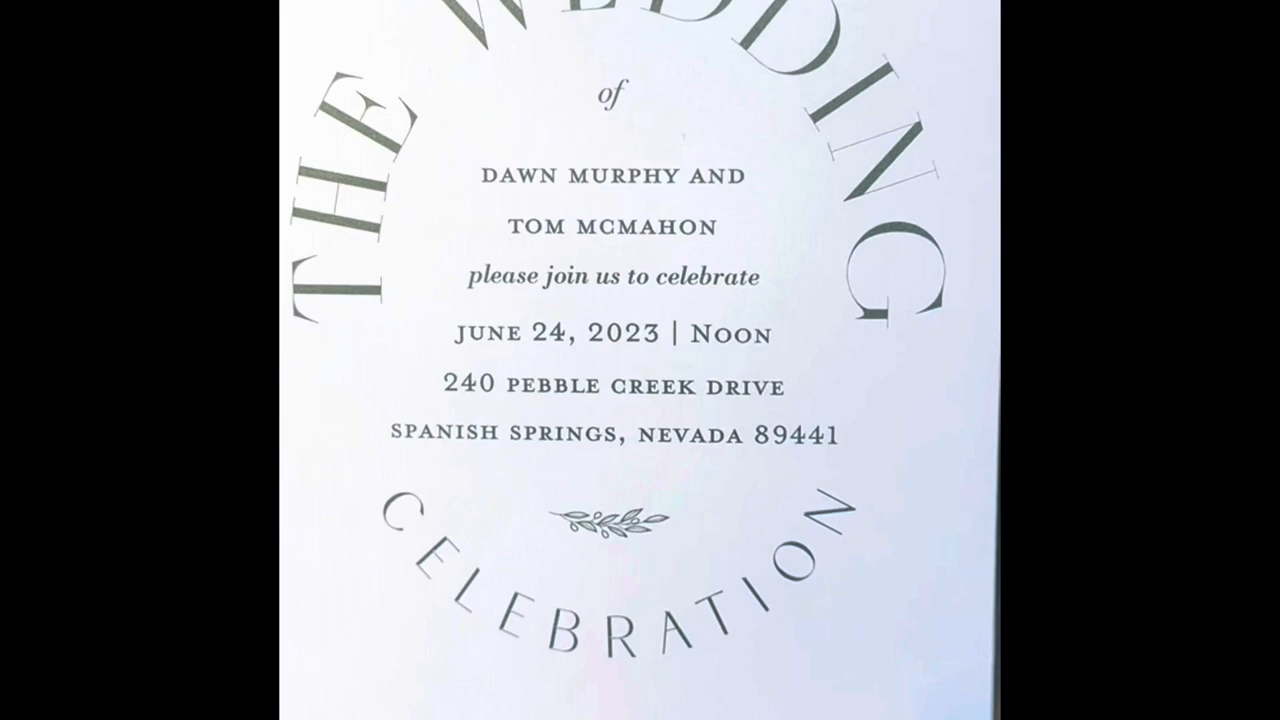 THE WEDDING
of
DAWN MURPHY AND
TOM MCMAHON
please join us to celebrate
JUNE 24, 2023 | NOON
240 PEBBLE CREEK DRIVE
SPANISH SPRINGS, NEVADA 89441
CELEBRATION